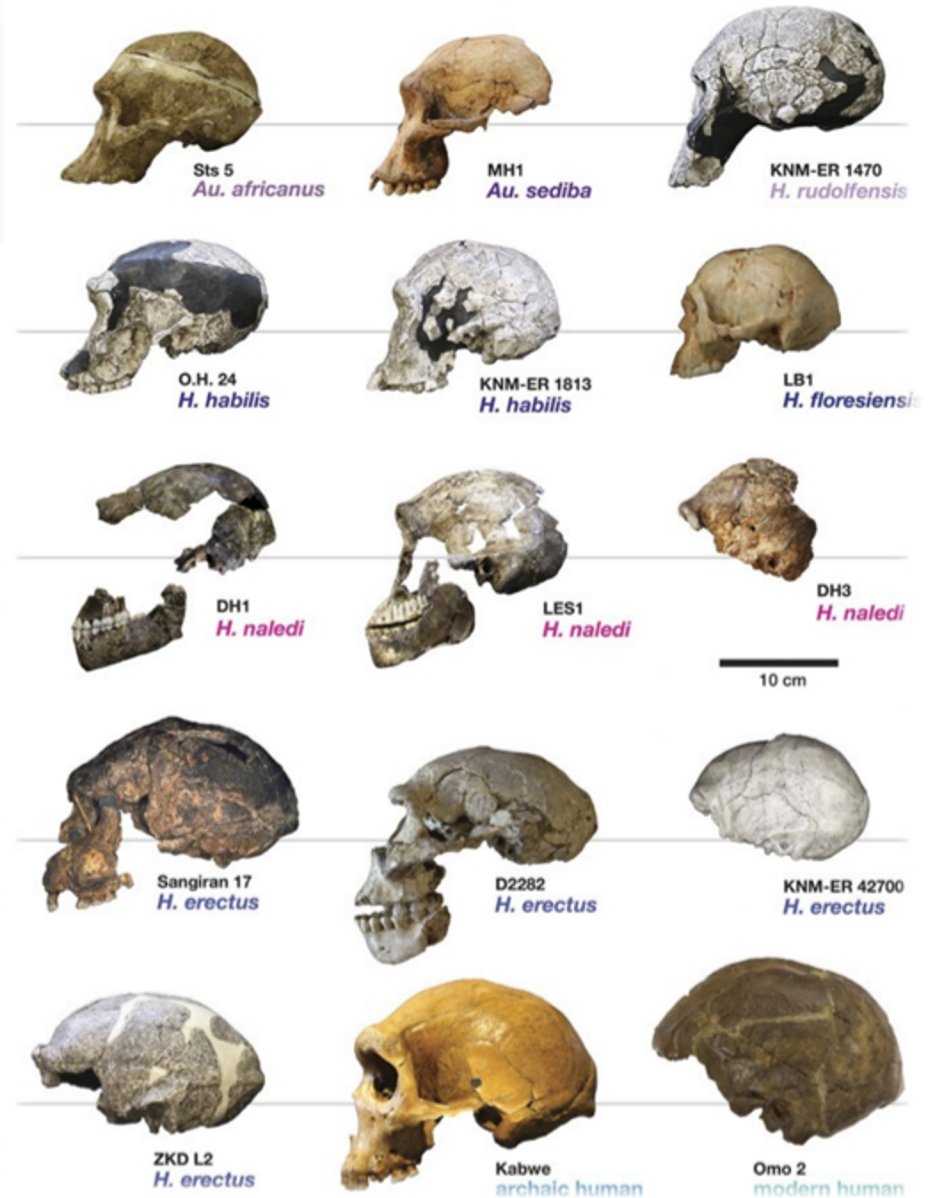 Sts 5
Au. africanus
MH1
Au. sediba
KNM-ER 1470
H. rudolfensis
O.H. 24
H. habilis
KNM-ER 1813
H. habilis
LB1
H. floresiensis
DH1
H. naledi
LES1
H. naledi
DH3
H. naledi
10 cm
Sangiran 17
H. erectus
D2282
H. erectus
KNM-ER 42700
H. erectus
ZKD L2
H. erectus
Kabwe
archaic human
Omo 2
modern human